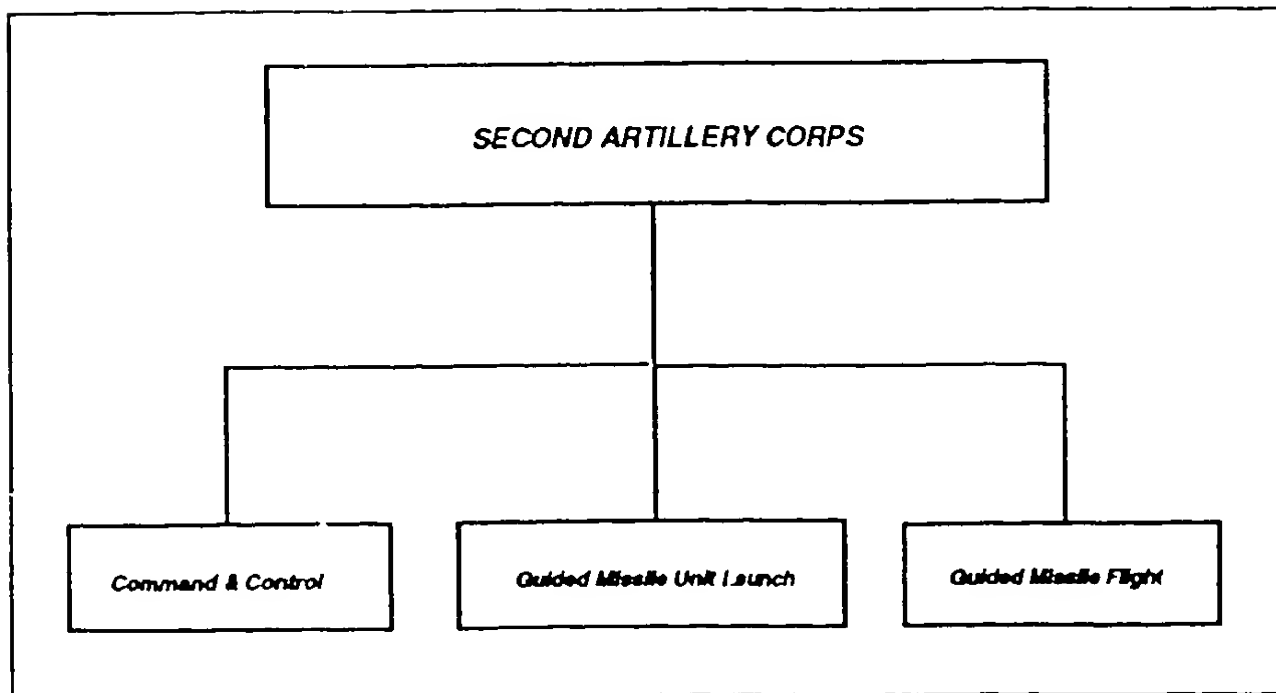 SECOND ARTILLERY CORPS
Command & Control
Guided Missile Unit Launch
Guided Missile Flight